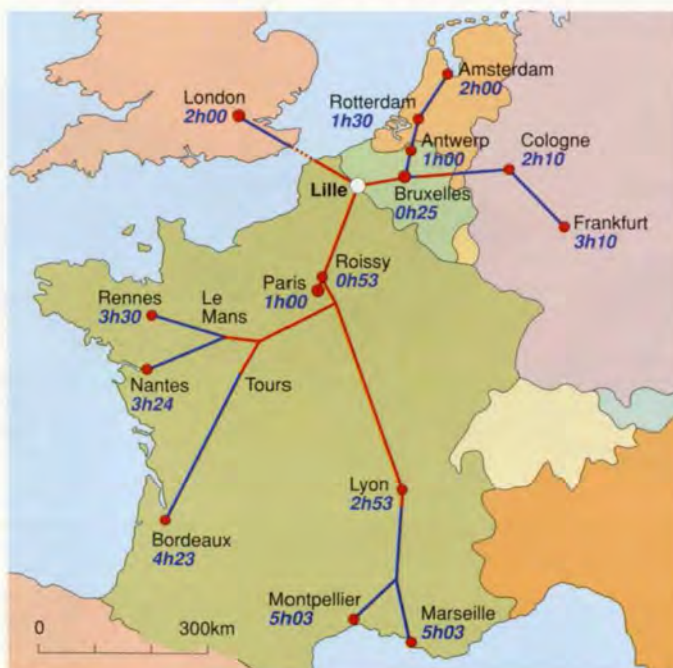 London
2h00
Amsterdam
2h00
Rotterdam
1h30
Antwerp
1h00
Cologne
2h10
Lille
Bruxelles
0h25
Frankfurt
3h10
Roissy
0h53
Paris
1h00
Rennes
3h30
Le
Mans
Nantes
3h24
Tours
Lyon
2h53
Bordeaux
4h23
Montpellier
5h03
Marseille
5h03
0
300km